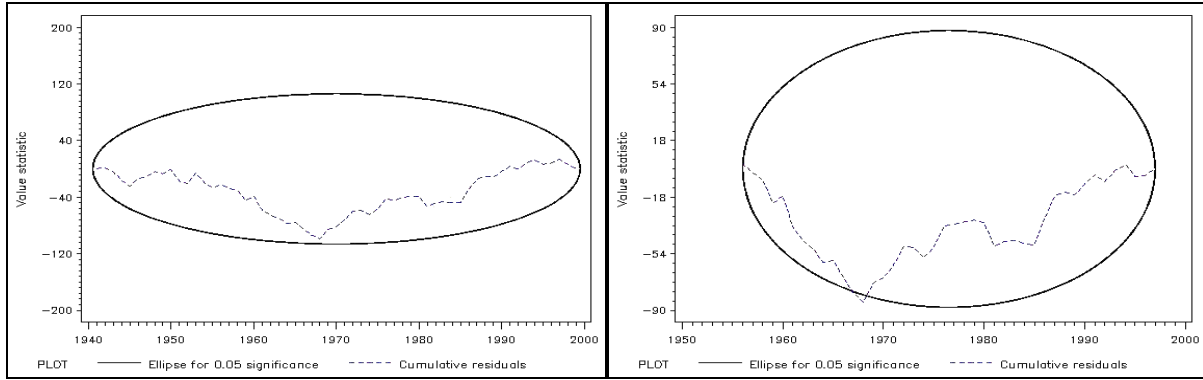 200
120
40
−40
−120
−200
Value statistic
1940 1950 1960 1970 1980 1990 2000
PLOT Ellipse for 0.05 significance Cumulative residuals
90
54
18
−18
−54
−90
Value statistic
1950 1960 1970 1980 1990 2000
PLOT Ellipse for 0.05 significance Cumulative residuals